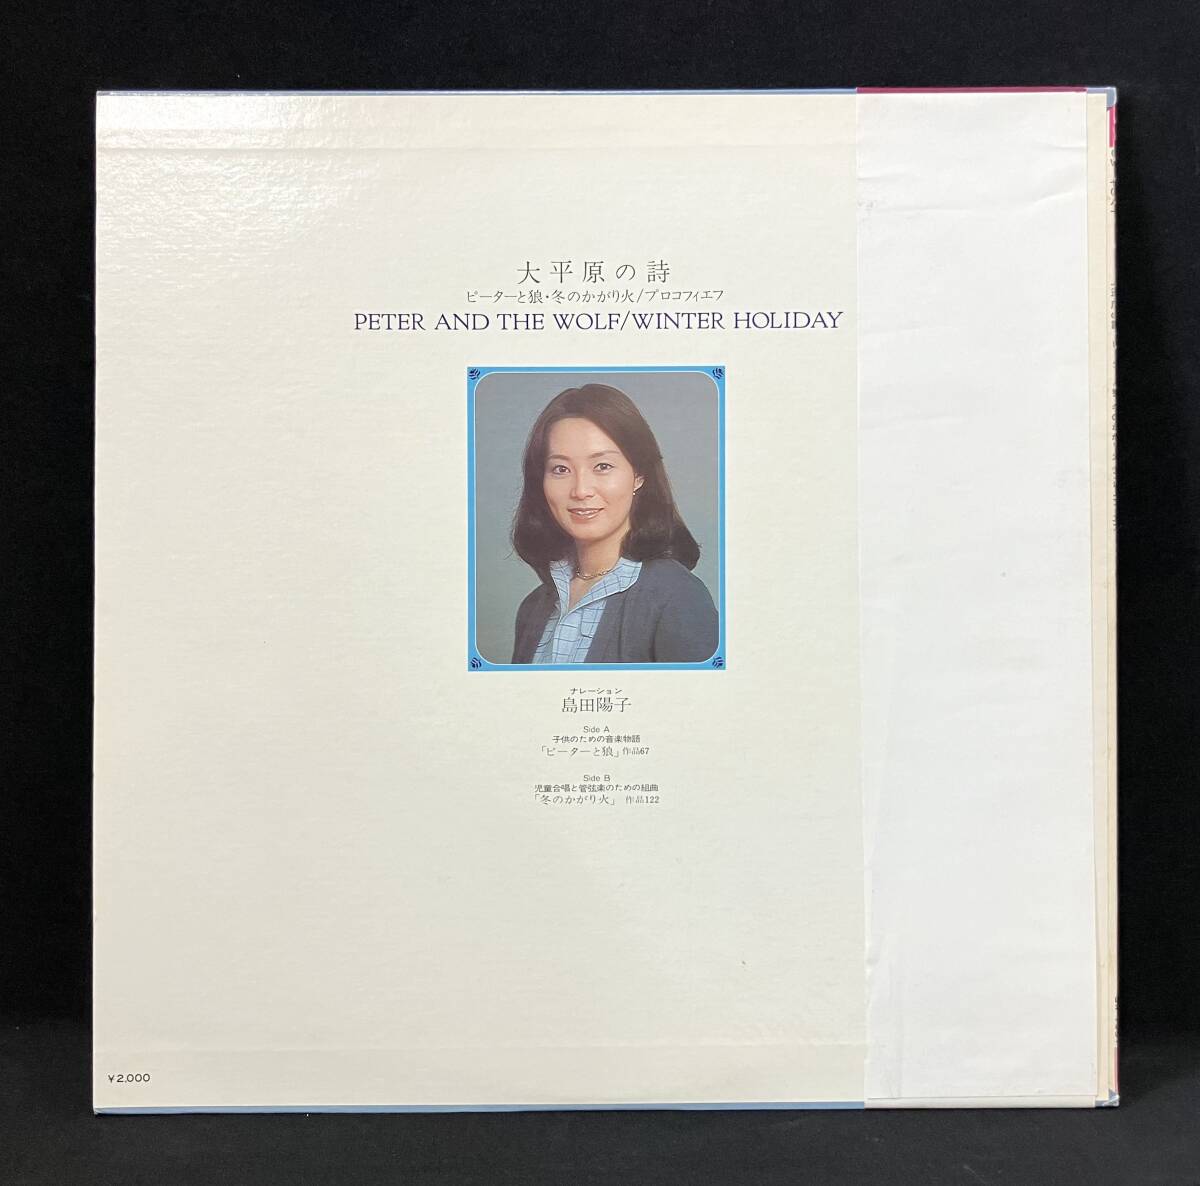 大平原の詩
ピーターと狼・冬のかがり火/プロコフィエフ
PETER AND THE WOLF/WINTER HOLIDAY
ナレーション
島田陽子
Side A
子供のための音楽物語
「ピーターと狼」作品67
Side B
児童合唱と管弦楽のための組曲
「冬のかがり火」 作品122
￥2,000